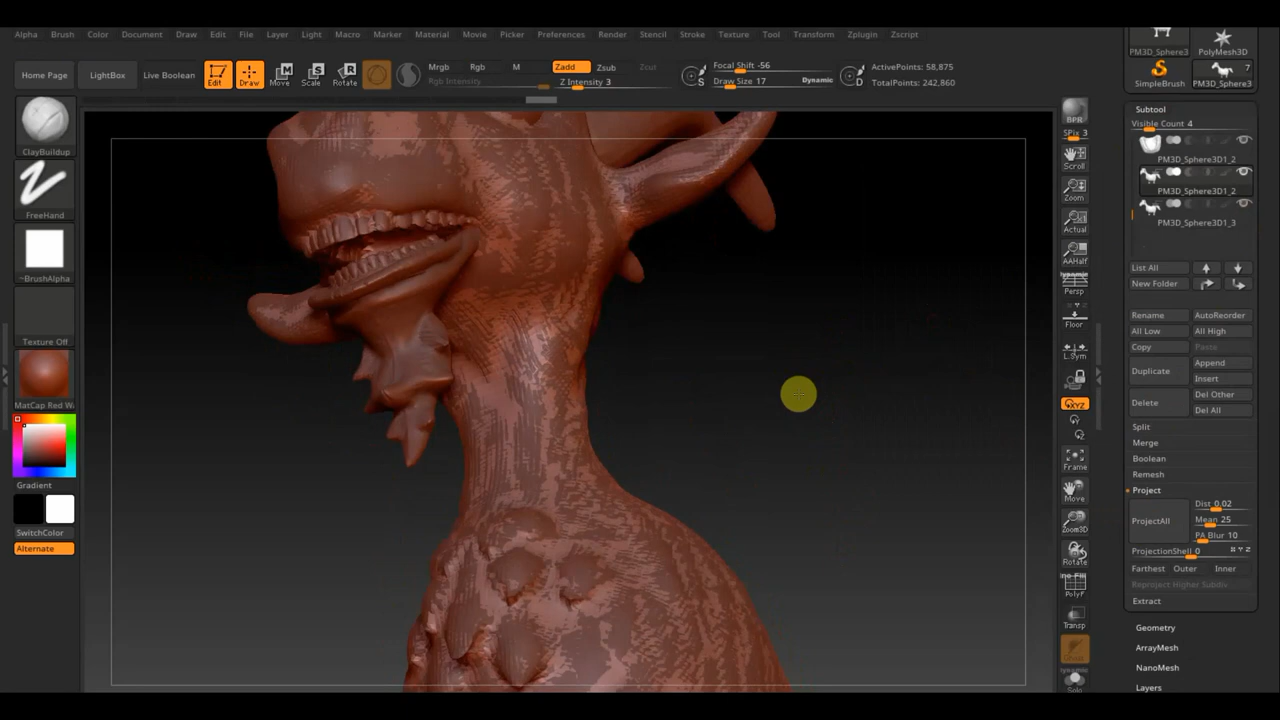 Alpha Brush Color Document Draw Edit File Layer Light Macro Marker Material Movie Picker Preferences Render Stencil Stroke Texture Tool Transform Zplugin Zscript
PM3D_Sphere3 PolyMesh3D
Home Page LightBox Live Boolean Edit Draw Move Scale Rotate
Mrgb Rgb M Zadd Zsub Zcut
Rgb Intensity Z Intensity 3
S Focal Shift -56
Draw Size 17 Dynamic
D ActivePoints: 58,875
TotalPoints: 242,860
7
SimpleBrush PM3D_Sphere3
ClayBuildup
FreeHand
~BrushAlpha
Texture Off
MatCap Red W
Gradient
SwitchColor
Alternate
BPR
SPix 3
Scroll
Zoom
Actual
AAHalf
Dynamic
Persp
Floor
L.Sym
XYZ
Y
Z
Frame
Move
Zoom3D
Rotate
Line Fill
PolyF
Transp
Ghost
Dynamic
Solo
Subtool
Visible Count 4
PM3D_Sphere3D1_2
PM3D_Sphere3D1_2
PM3D_Sphere3D1_3
List All
New Folder
Rename AutoReorder
All Low All High
Copy Paste
Duplicate Append
Insert
Delete Del Other
Del All
Split
Merge
Boolean
Remesh
Project
ProjectAll Dist 0.02
Mean 25
PA Blur 10
ProjectionShell 0 X Y Z
Farthest Outer Inner
Reproject Higher Subdiv
Extract
Geometry
ArrayMesh
NanoMesh
Layers